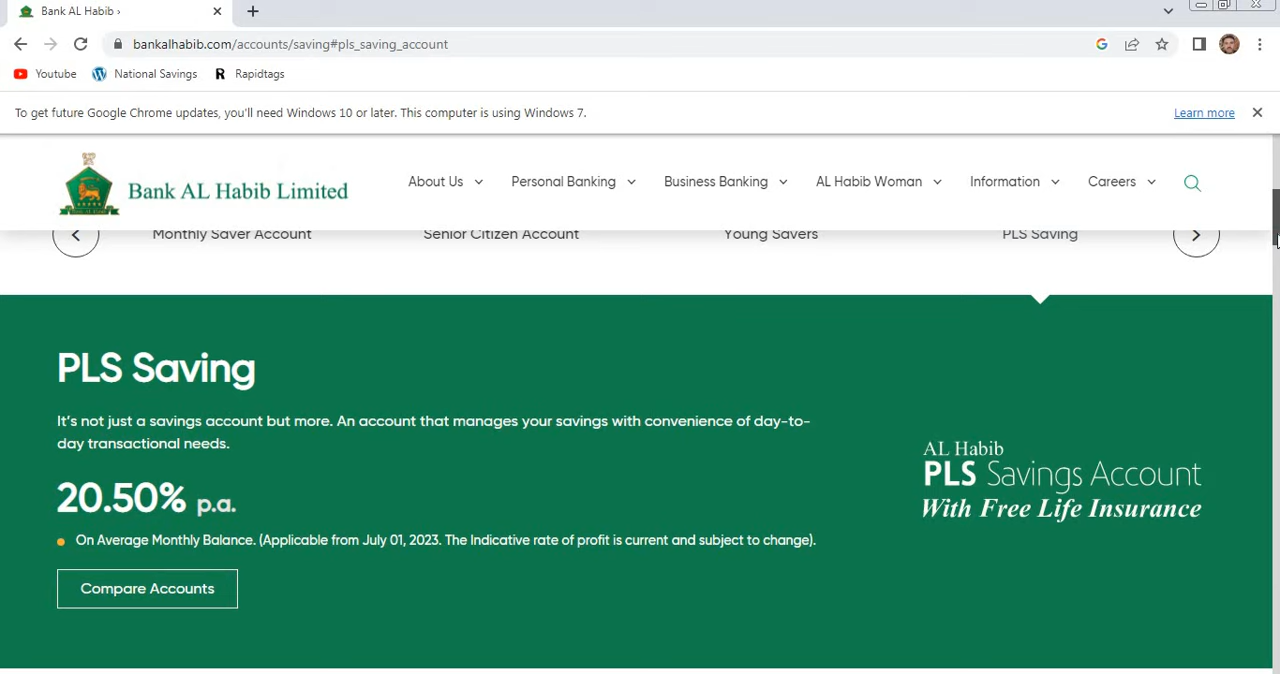 Bank AL Habib ›
bankalhabib.com/accounts/saving#pls_saving_account
Youtube National Savings R Rapidtags
To get future Google Chrome updates, you'll need Windows 10 or later. This computer is using Windows 7. Learn more
Bank AL Habib Limited About Us Personal Banking Business Banking AL Habib Woman Information Careers
Monthly Saver Account Senior Citizen Account Young Savers PLS Saving
PLS Saving
It's not just a savings account but more. An account that manages your savings with convenience of day-to-
day transactional needs.
20.50% p.a.
On Average Monthly Balance. (Applicable from July 01, 2023. The Indicative rate of profit is current and subject to change).
Compare Accounts
AL Habib
PLS Savings Account
With Free Life Insurance